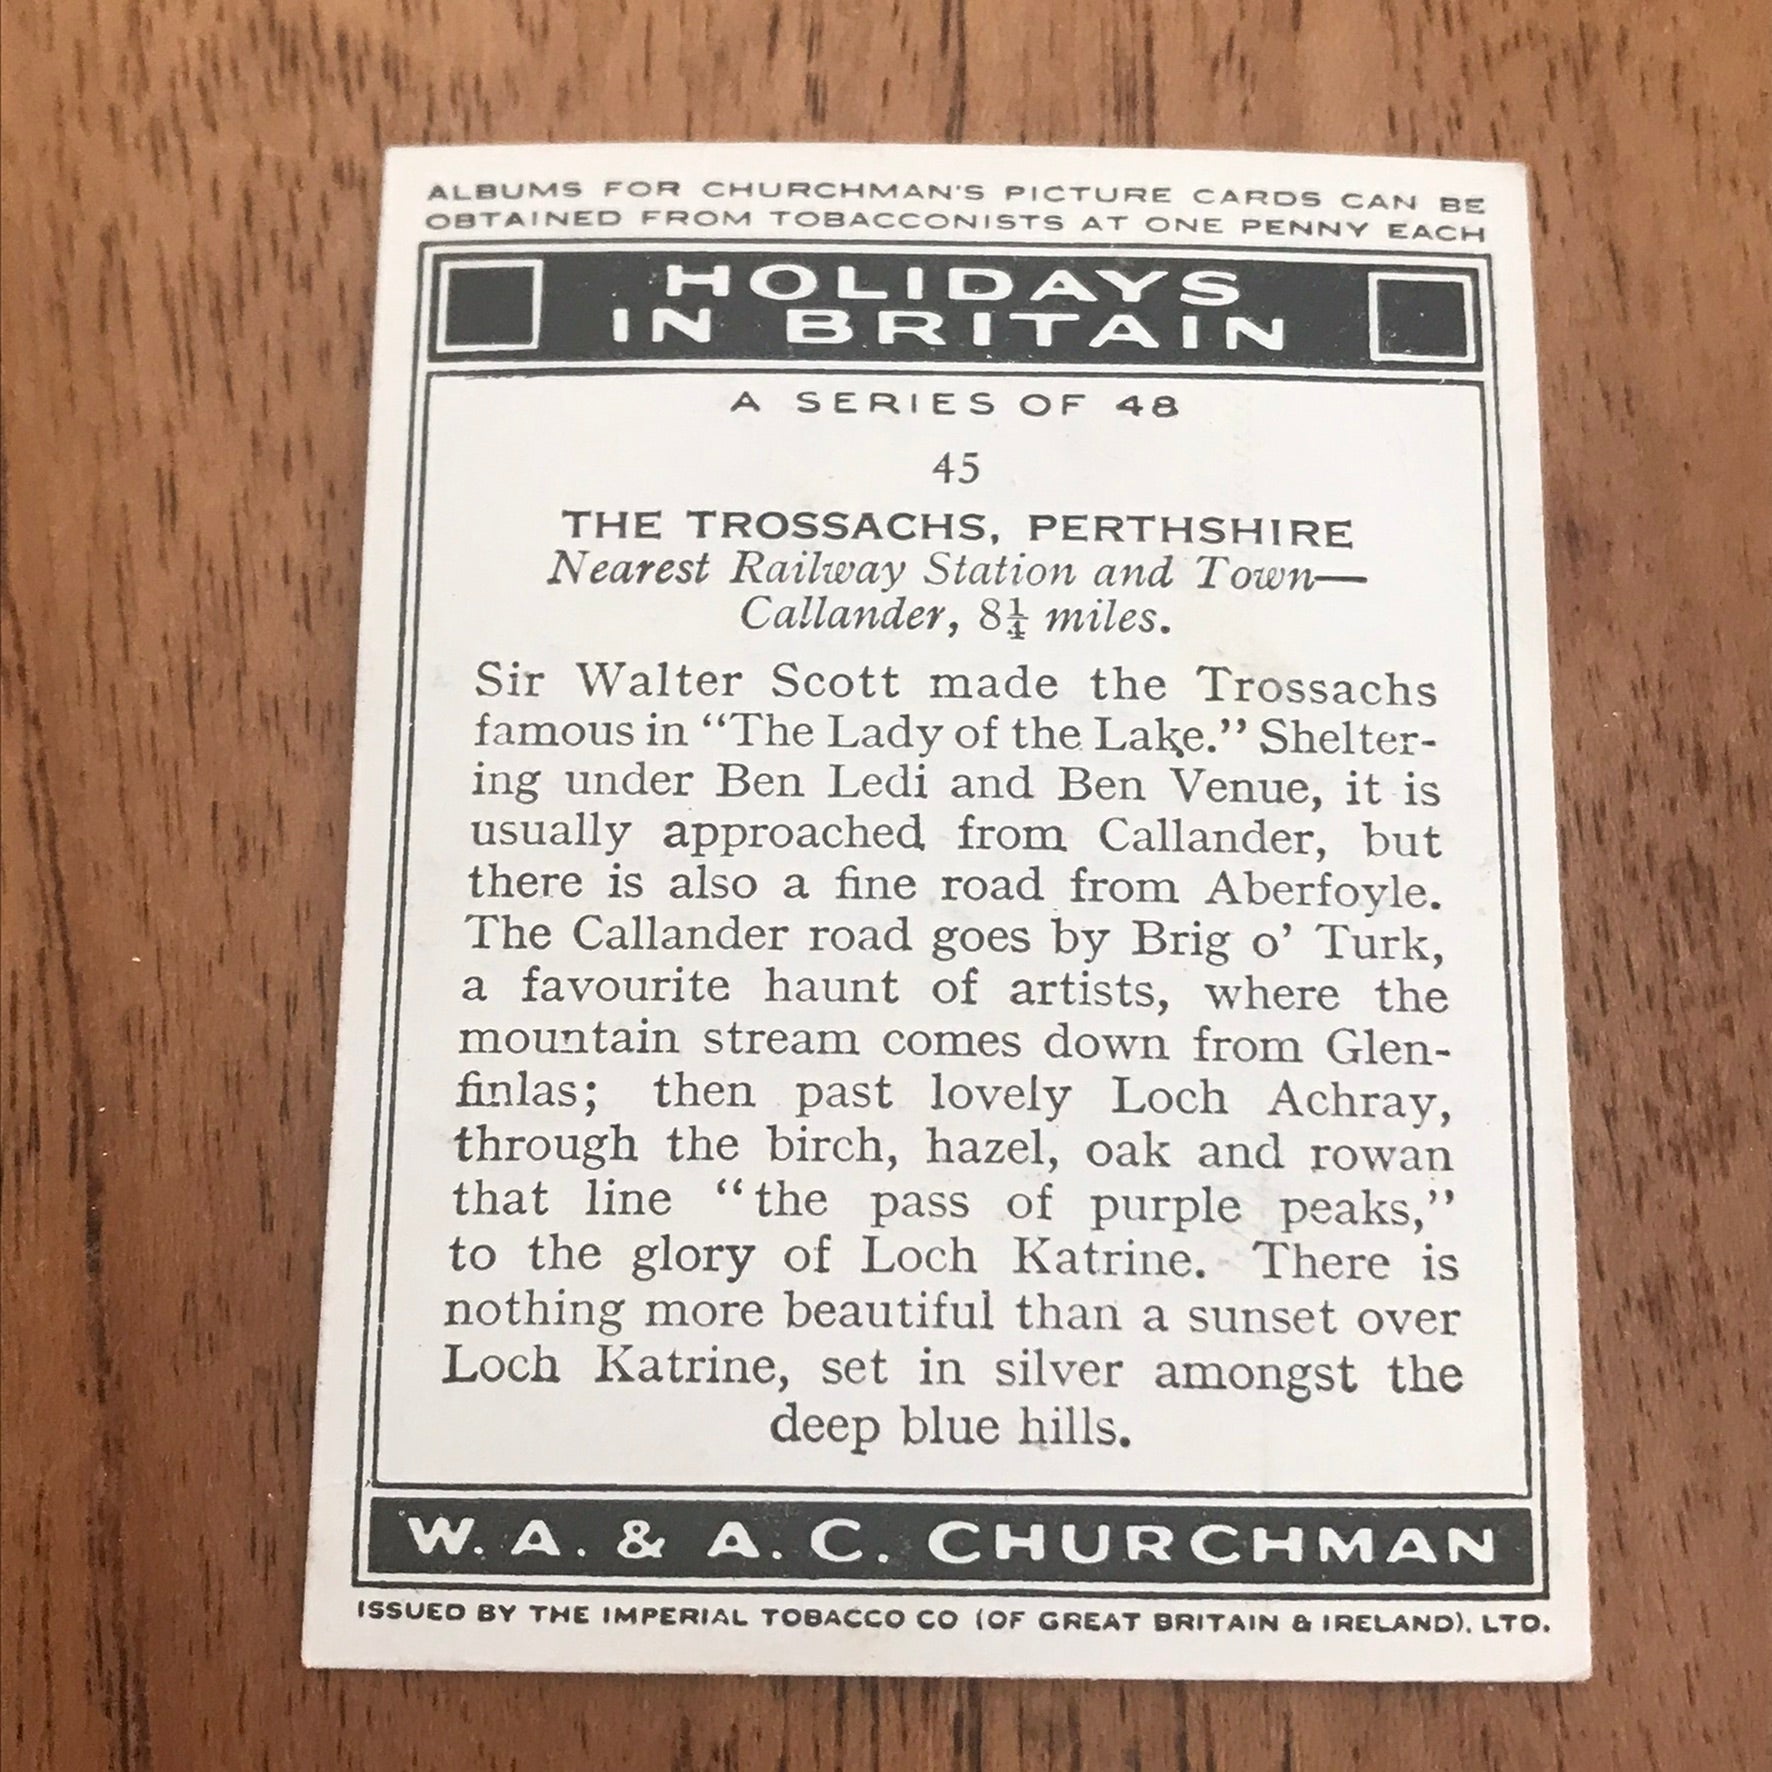 ALBUMS FOR CHURCHMAN'S PICTURE CARDS CAN BE
OBTAINED FROM TOBACCONISTS AT ONE PENNY EACH
HOLIDAYS
IN BRITAIN
A SERIES OF 48
45
THE TROSSACHS, PERTHSHIRE
Nearest Railway Station and Town—
Callander, 8¼ miles.
Sir Walter Scott made the Trossachs
famous in “The Lady of the Lake.” Shelter-
ing under Ben Ledi and Ben Venue, it is
usually approached from Callander, but
there is also a fine road from Aberfoyle.
The Callander road goes by Brig o’ Turk,
a favourite haunt of artists, where the
mountain stream comes down from Glen-
finlas; then past lovely Loch Achray,
through the birch, hazel, oak and rowan
that line “the pass of purple peaks,”
to the glory of Loch Katrine. There is
nothing more beautiful than a sunset over
Loch Katrine, set in silver amongst the
deep blue hills.
W. A. & A. C. CHURCHMAN
ISSUED BY THE IMPERIAL TOBACCO CO (OF GREAT BRITAIN & IRELAND), LTD.